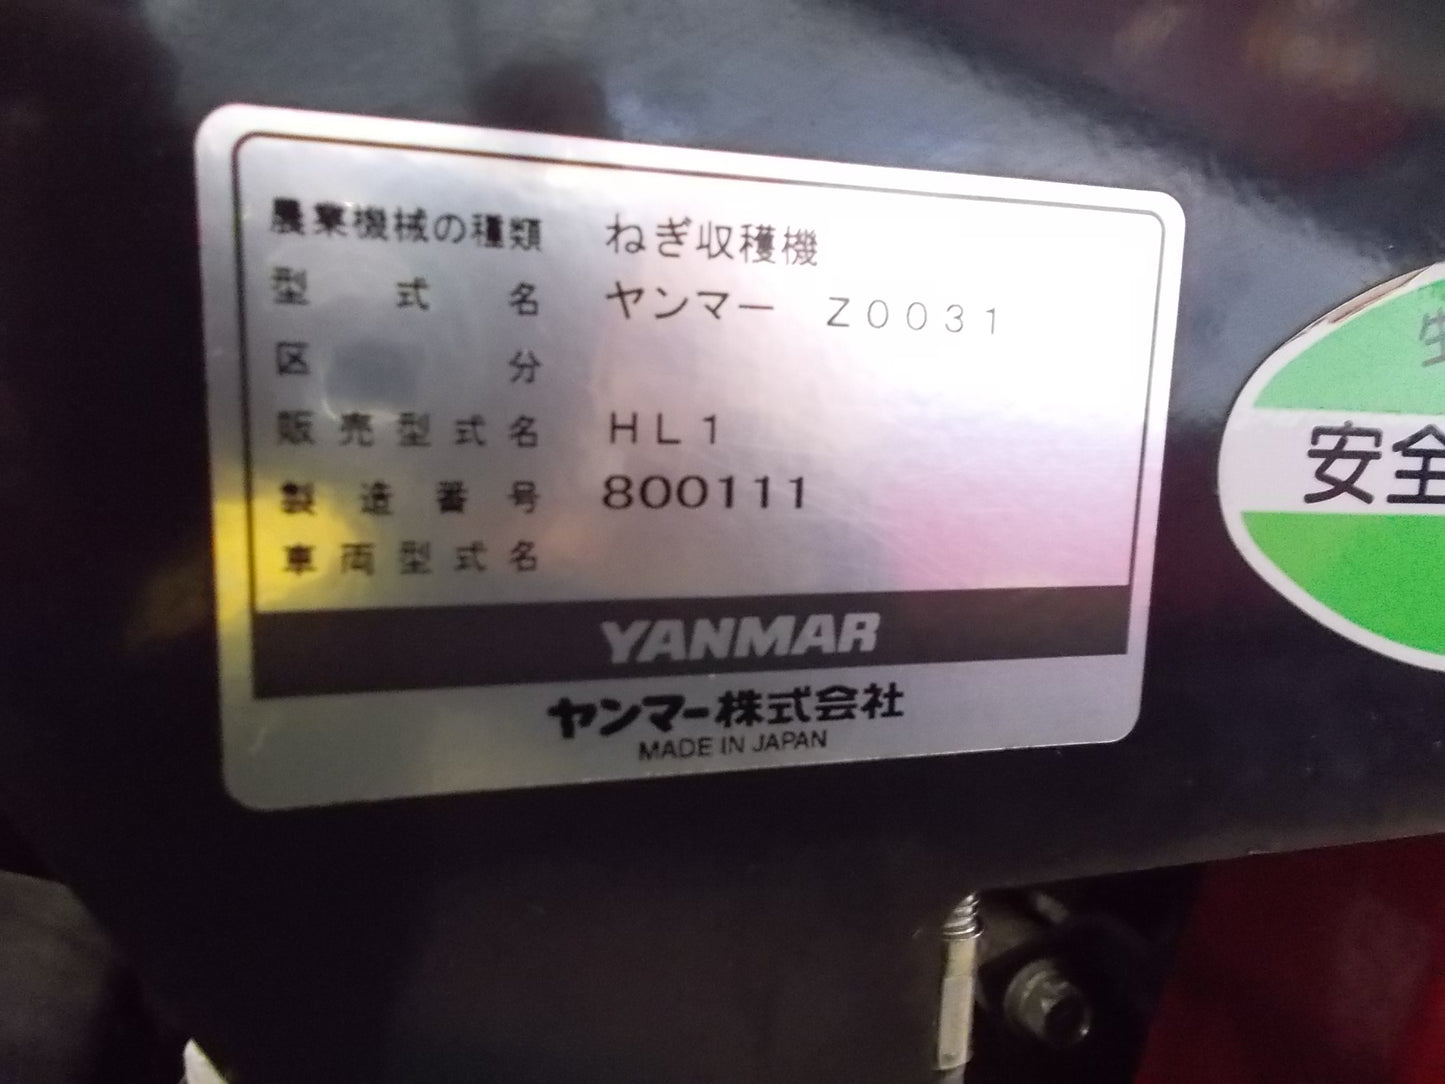 農業機械の種類 ねぎ収穫機
型式名 ヤンマー Z0031
区分
販売型式名 HL1
製造番号 800111
車両型式名
YANMAR
ヤンマー株式会社
MADE IN JAPAN
安全